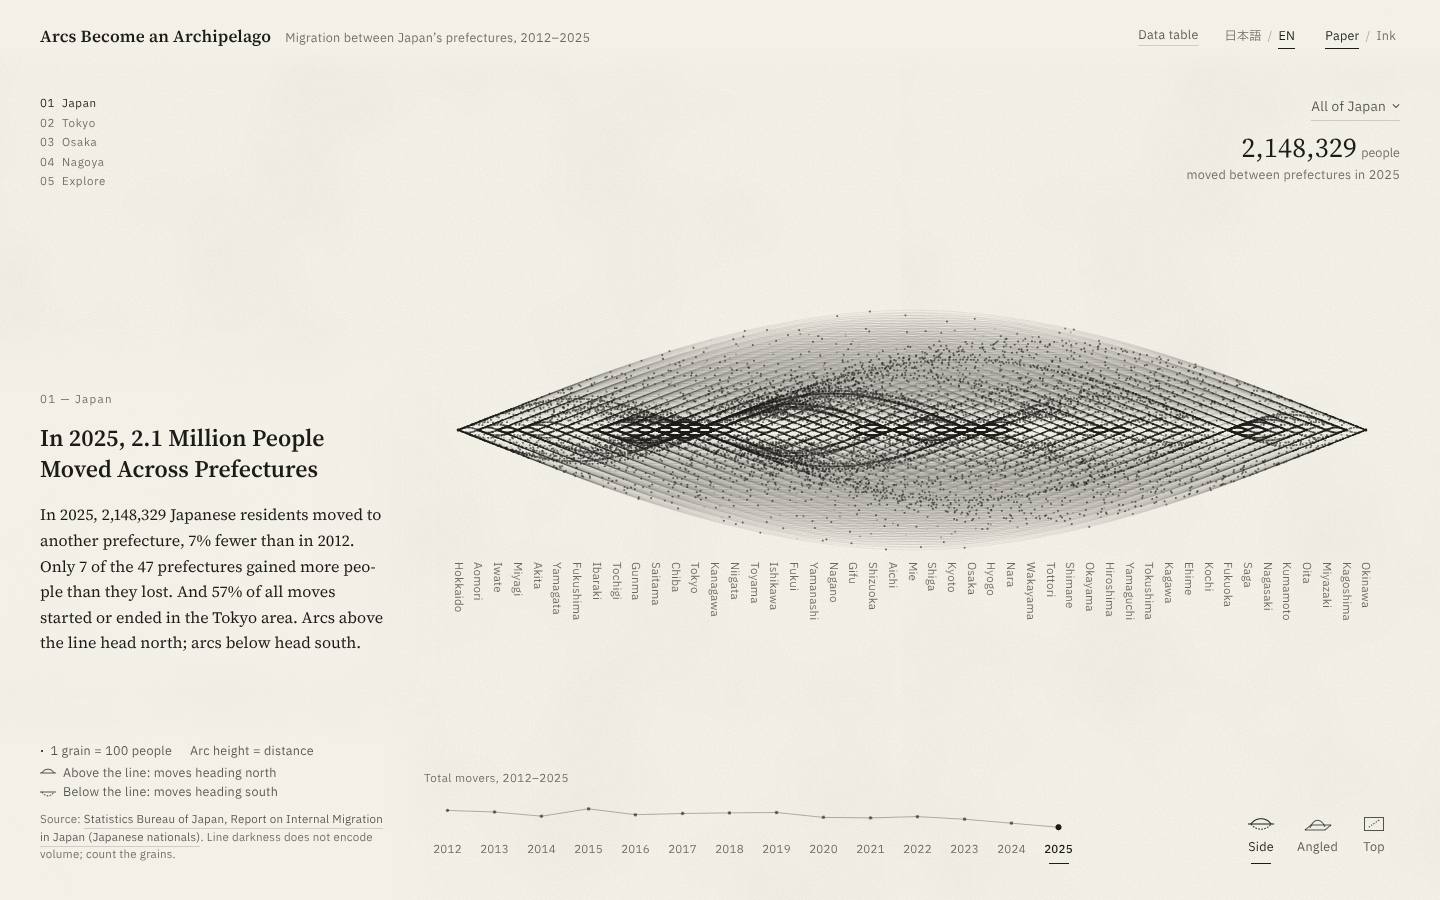 Arcs Become an Archipelago
Migration between Japan's prefectures, 2012–2025
Data table
日本語 / EN
Paper / Ink
01 Japan
02 Tokyo
03 Osaka
04 Nagoya
05 Explore
All of Japan
2,148,329 people
moved between prefectures in 2025
01 — Japan
In 2025, 2.1 Million People
Moved Across Prefectures
In 2025, 2,148,329 Japanese residents moved to
another prefecture, 7% fewer than in 2012.
Only 7 of the 47 prefectures gained more peo-
ple than they lost. And 57% of all moves
started or ended in the Tokyo area. Arcs above
the line head north; arcs below head south.
Hokkaido
Aomori
Iwate
Miyagi
Akita
Yamagata
Fukushima
Ibaraki
Tochigi
Gunma
Saitama
Chiba
Tokyo
Kanagawa
Niigata
Toyama
Ishikawa
Fukui
Yamanashi
Nagano
Gifu
Shizuoka
Aichi
Mie
Shiga
Kyoto
Osaka
Hyogo
Nara
Wakayama
Tottori
Shimane
Okayama
Hiroshima
Yamaguchi
Tokushima
Kagawa
Ehime
Kochi
Fukuoka
Saga
Nagasaki
Kumamoto
Oita
Miyazaki
Kagoshima
Okinawa
1 grain = 100 people
Arc height = distance
Above the line: moves heading north
Below the line: moves heading south
Source: Statistics Bureau of Japan, Report on Internal Migration
in Japan (Japanese nationals). Line darkness does not encode
volume; count the grains.
Total movers, 2012–2025
2012 2013 2014 2015 2016 2017 2018 2019 2020 2021 2022 2023 2024 2025
Side
Angled
Top